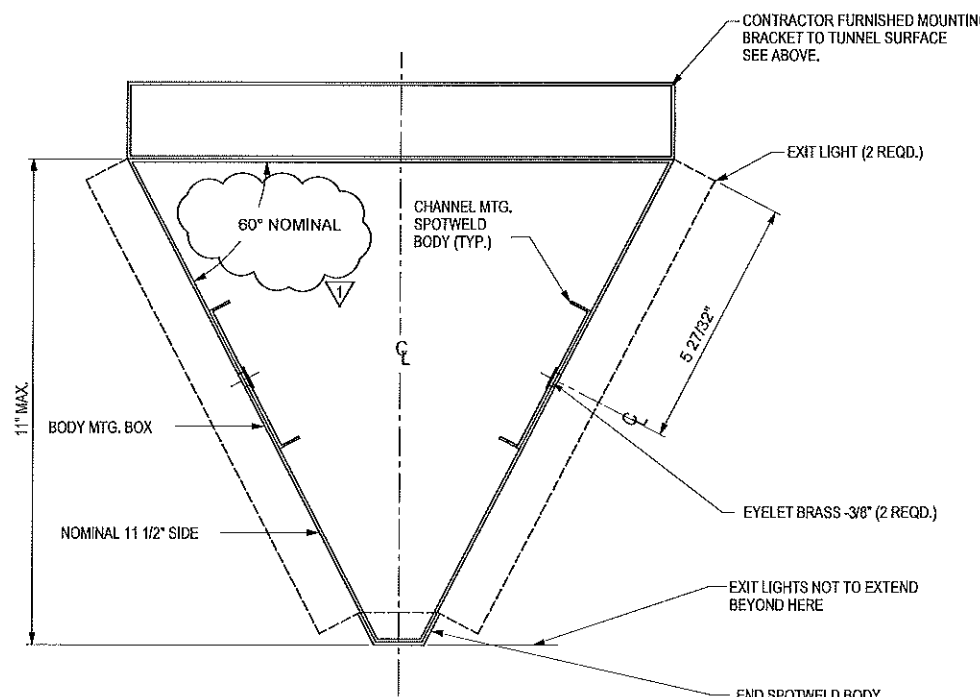 CONTRACTOR FURNISHED MOUNTING
BRACKET TO TUNNEL SURFACE
SEE ABOVE.
EXIT LIGHT (2 REQD.)
CHANNEL MTG.
SPOTWELD
BODY (TYP.)
60° NOMINAL
1
5 27/32"
CL
CL
11" MAX.
BODY MTG. BOX
NOMINAL 11 1/2" SIDE
EYELET BRASS -3/8" (2 REQD.)
EXIT LIGHTS NOT TO EXTEND
BEYOND HERE
END SPOTWELD BODY